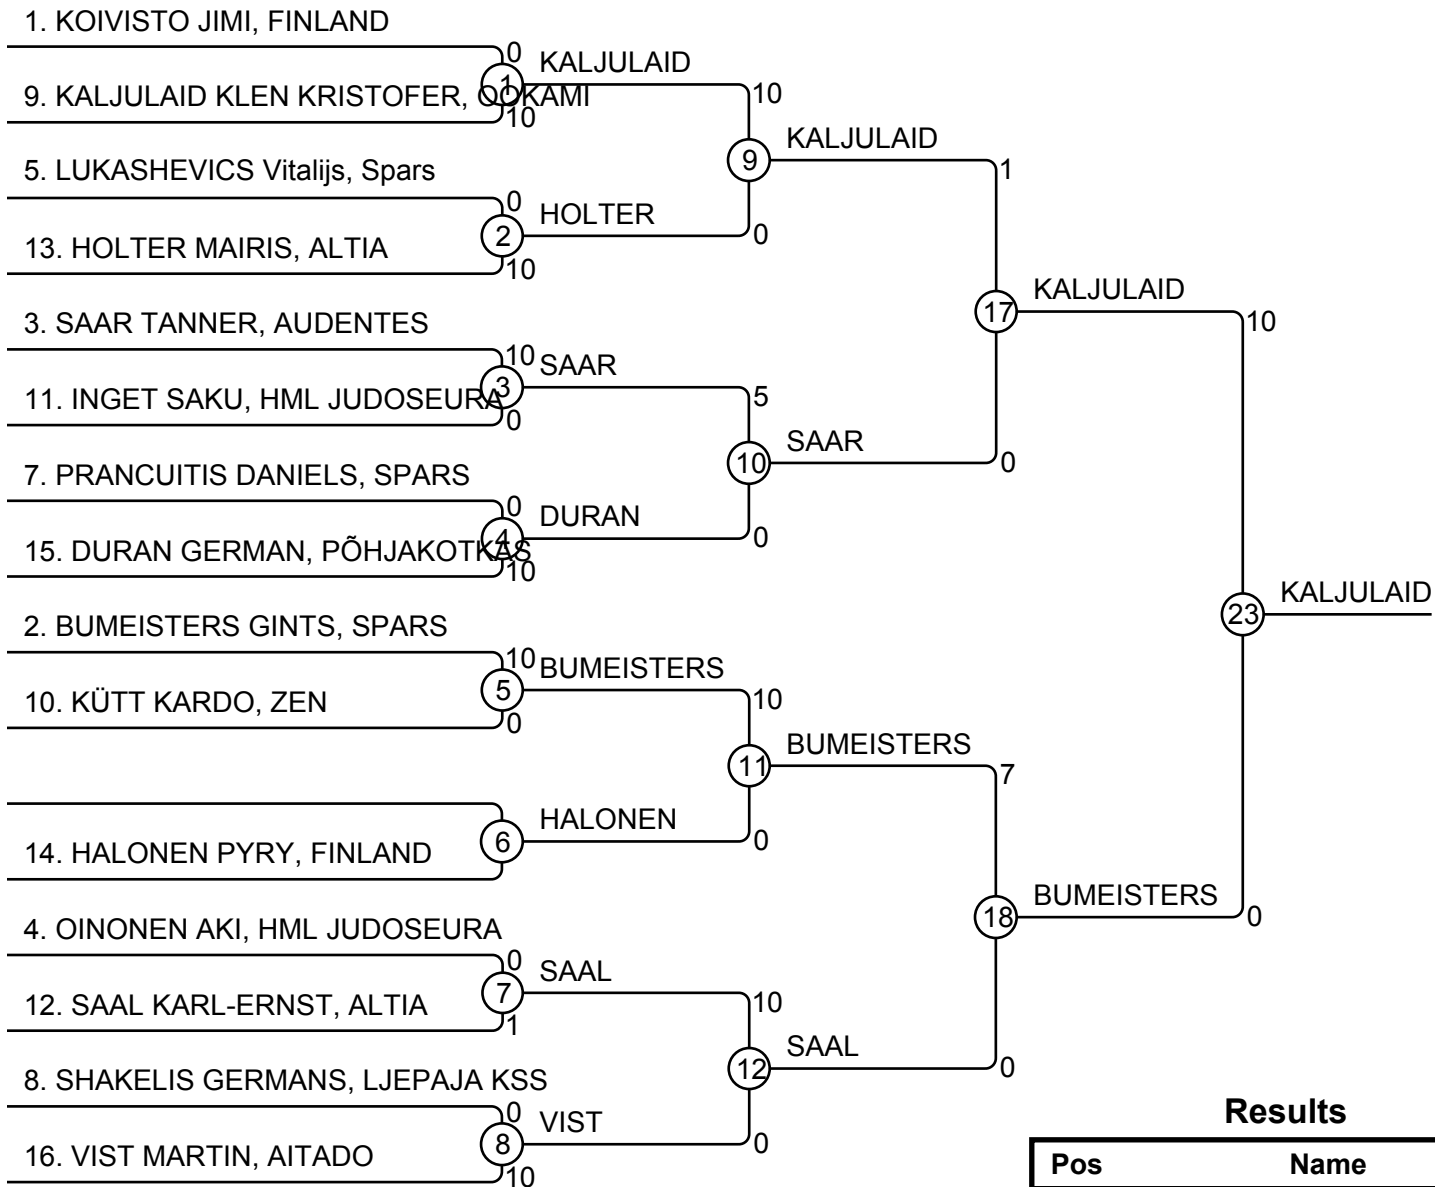 1. KOIVISTO JIMI, FINLAND
0
1
KALJULAID
9. KALJULAID KLEN KRISTOFER, OOKAMI
10
10
9
KALJULAID
1
5. LUKASHEVICS Vitalijs, Spars
0
2
HOLTER
0
13. HOLTER MAIRIS, ALTIA
10
17
KALJULAID
10
3. SAAR TANNER, AUDENTES
10
3
SAAR
5
11. INGET SAKU, HML JUDOSEURA
0
10
SAAR
0
7. PRANCUITIS DANIELS, SPARS
0
4
DURAN
0
15. DURAN GERMAN, PÕHJAKOTKAS
10
23
KALJULAID
2. BUMEISTERS GINTS, SPARS
10
5
BUMEISTERS
10
10. KÜTT KARDO, ZEN
0
11
BUMEISTERS
7
6
HALONEN
0
14. HALONEN PYRY, FINLAND
18
BUMEISTERS
0
4. OINONEN AKI, HML JUDOSEURA
0
7
SAAL
10
12. SAAL KARL-ERNST, ALTIA
1
12
SAAL
0
8. SHAKELIS GERMANS, LJEPAJA KSS
0
8
VIST
0
16. VIST MARTIN, AITADO
10
Results
Pos Name